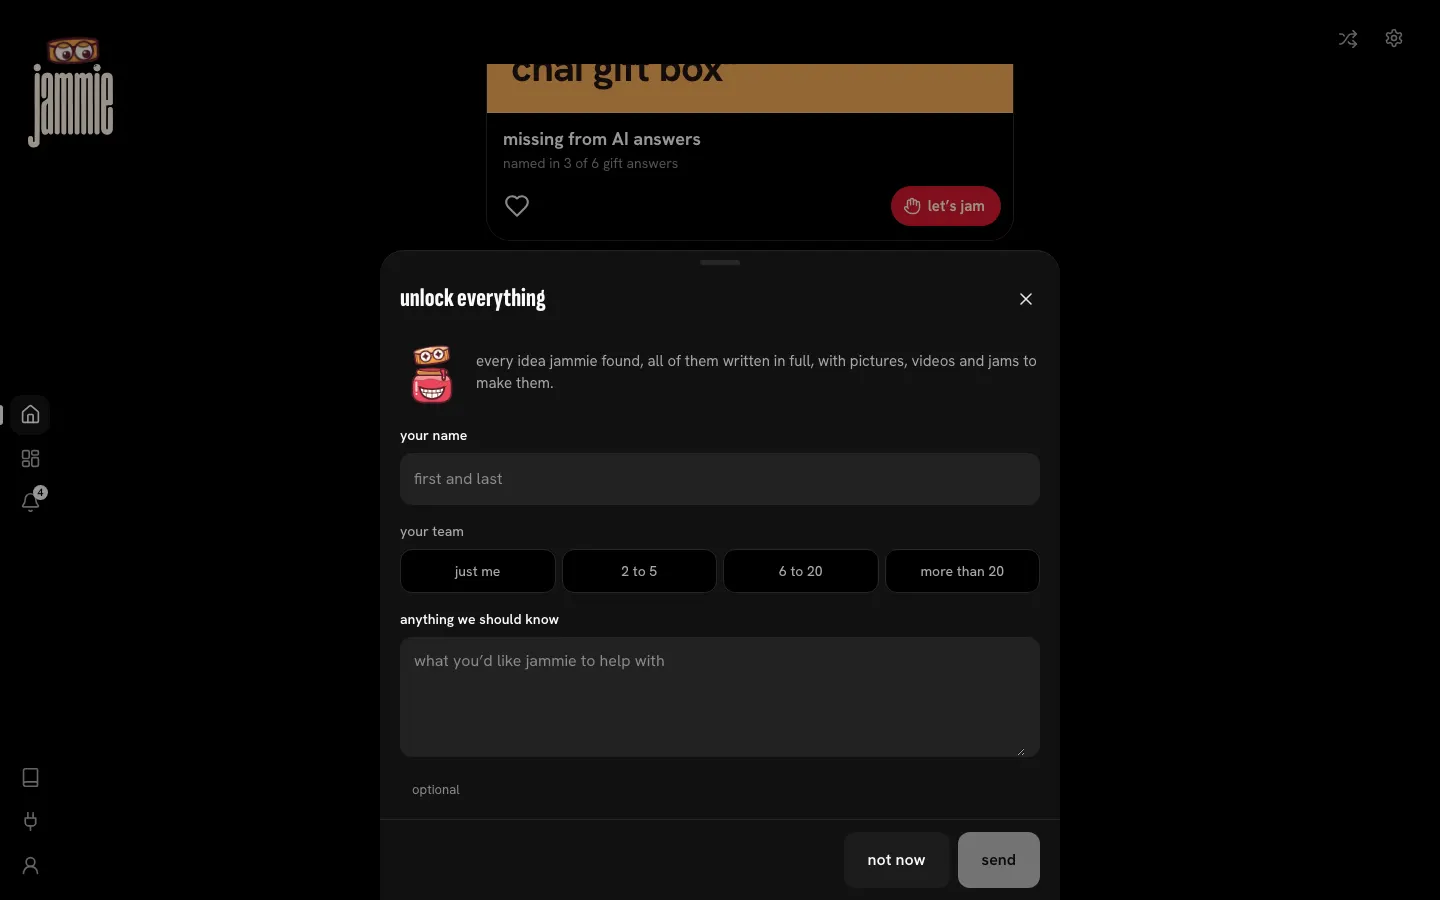 jammie
chai gift box
missing from AI answers
named in 3 of 6 gift answers
let’s jam
unlock everything
every idea jammie found, all of them written in full, with pictures, videos and jams to
make them.
your name
first and last
your team
just me
2 to 5
6 to 20
more than 20
anything we should know
what you’d like jammie to help with
4
optional
not now
send